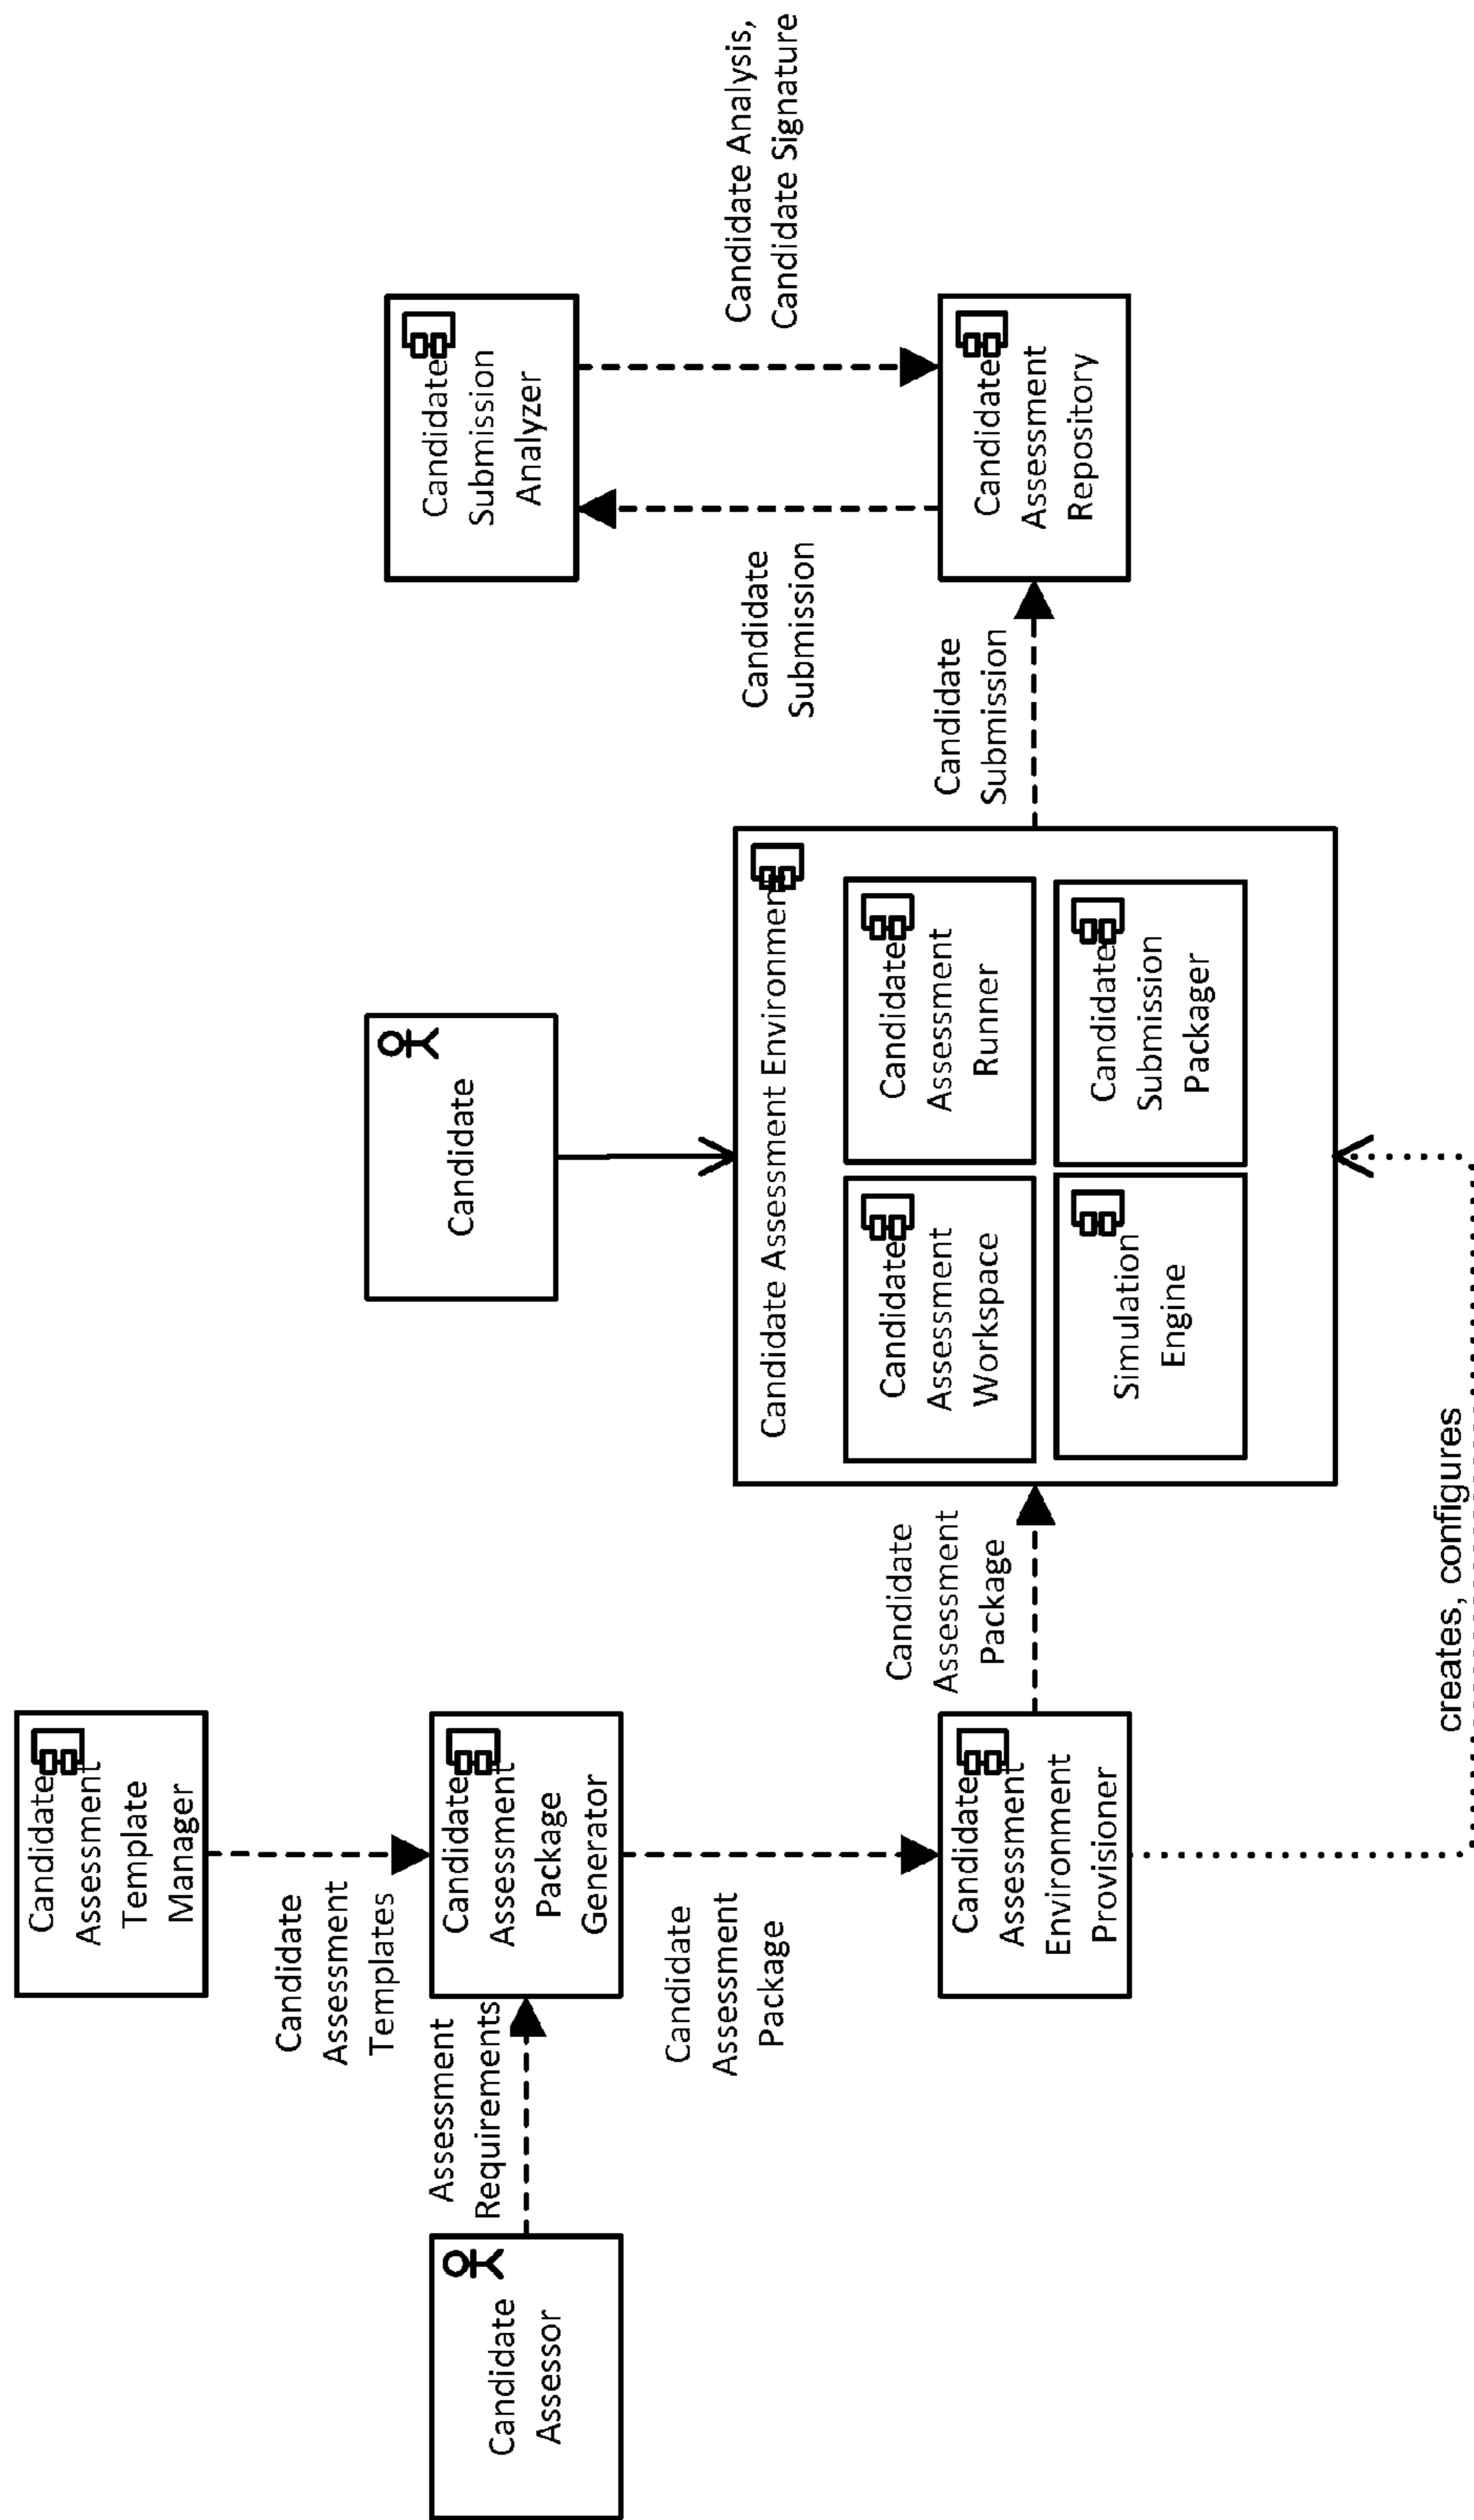 Candidate
Assessment
Template
Manager
Candidate
Assessment
Templates
Candidate
Assessor
Assessment
Requirements
Candidate
Assessment
Package
Generator
Candidate
Assessment
Package
Candidate
Assessment
Environment
Provisioner
Candidate
Assessment
Package
creates, configures
Candidate
Candidate Assessment Environment
Candidate
Assessment
Workspace
Candidate
Assessment
Runner
Simulation
Engine
Candidate
Submission
Packager
Candidate
Submission
Candidate
Submission
Analyzer
Candidate
Submission
Candidate Analysis,
Candidate Signature
Candidate
Assessment
Repository